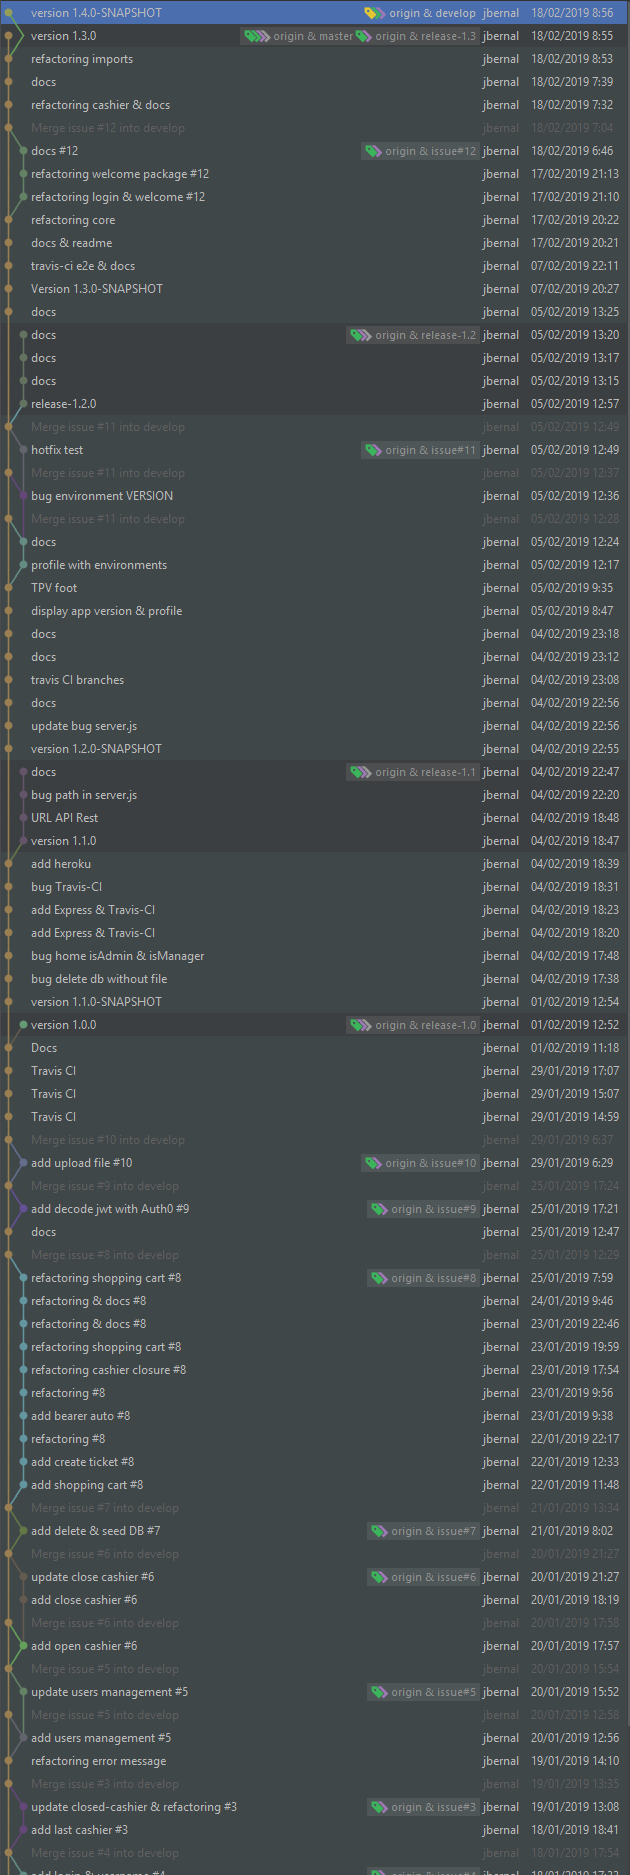 version 1.4.0-SNAPSHOT origin & develop jbernal 18/02/2019 8:56
version 1.3.0 origin & master origin & release-1.3 jbernal 18/02/2019 8:55
refactoring imports jbernal 18/02/2019 8:53
docs jbernal 18/02/2019 7:39
refactoring cashier & docs jbernal 18/02/2019 7:32
Merge issue #12 into develop jbernal 18/02/2019 7:04
docs #12 origin & issue#12 jbernal 18/02/2019 6:46
refactoring welcome package #12 jbernal 17/02/2019 21:13
refactoring login & welcome #12 jbernal 17/02/2019 21:10
refactoring core jbernal 17/02/2019 20:22
docs & readme jbernal 17/02/2019 20:21
travis-ci e2e & docs jbernal 07/02/2019 22:11
Version 1.3.0-SNAPSHOT jbernal 07/02/2019 20:27
docs jbernal 05/02/2019 13:25
docs origin & release-1.2 jbernal 05/02/2019 13:20
docs jbernal 05/02/2019 13:17
docs jbernal 05/02/2019 13:15
release-1.2.0 jbernal 05/02/2019 12:57
Merge issue #11 into develop jbernal 05/02/2019 12:49
hotfix test origin & issue#11 jbernal 05/02/2019 12:49
Merge issue #11 into develop jbernal 05/02/2019 12:37
bug environment VERSION jbernal 05/02/2019 12:36
Merge issue #11 into develop jbernal 05/02/2019 12:28
docs jbernal 05/02/2019 12:24
profile with environments jbernal 05/02/2019 12:17
TPV foot jbernal 05/02/2019 9:35
display app version & profile jbernal 05/02/2019 8:47
docs jbernal 04/02/2019 23:18
docs jbernal 04/02/2019 23:12
travis CI branches jbernal 04/02/2019 23:08
docs jbernal 04/02/2019 22:56
update bug server.js jbernal 04/02/2019 22:56
version 1.2.0-SNAPSHOT jbernal 04/02/2019 22:55
docs origin & release-1.1 jbernal 04/02/2019 22:47
bug path in server.js jbernal 04/02/2019 22:20
URL API Rest jbernal 04/02/2019 18:48
version 1.1.0 jbernal 04/02/2019 18:47
add heroku jbernal 04/02/2019 18:39
bug Travis-CI jbernal 04/02/2019 18:31
add Express & Travis-CI jbernal 04/02/2019 18:23
add Express & Travis-CI jbernal 04/02/2019 18:20
bug home isAdmin & isManager jbernal 04/02/2019 17:48
bug delete db without file jbernal 04/02/2019 17:38
version 1.1.0-SNAPSHOT jbernal 01/02/2019 12:54
version 1.0.0 origin & release-1.0 jbernal 01/02/2019 12:52
Docs jbernal 01/02/2019 11:18
Travis CI jbernal 29/01/2019 17:07
Travis CI jbernal 29/01/2019 15:07
Travis CI jbernal 29/01/2019 14:59
Merge issue #10 into develop jbernal 29/01/2019 6:37
add upload file #10 origin & issue#10 jbernal 29/01/2019 6:29
Merge issue #9 into develop jbernal 25/01/2019 17:24
add decode jwt with Auth0 #9 origin & issue#9 jbernal 25/01/2019 17:21
docs jbernal 25/01/2019 12:47
Merge issue #8 into develop jbernal 25/01/2019 12:29
refactoring shopping cart #8 origin & issue#8 jbernal 25/01/2019 7:59
refactoring & docs #8 jbernal 24/01/2019 9:46
refactoring & docs #8 jbernal 23/01/2019 22:46
refactoring shopping cart #8 jbernal 23/01/2019 19:59
refactoring cashier closure #8 jbernal 23/01/2019 17:54
refactoring #8 jbernal 23/01/2019 9:56
add bearer auto #8 jbernal 23/01/2019 9:38
refactoring #8 jbernal 22/01/2019 22:17
add create ticket #8 jbernal 22/01/2019 12:33
add shopping cart #8 jbernal 22/01/2019 11:48
Merge issue #7 into develop jbernal 21/01/2019 13:34
add delete & seed DB #7 origin & issue#7 jbernal 21/01/2019 8:02
Merge issue #6 into develop jbernal 20/01/2019 21:27
update close cashier #6 origin & issue#6 jbernal 20/01/2019 21:27
add close cashier #6 jbernal 20/01/2019 18:19
Merge issue #6 into develop jbernal 20/01/2019 17:58
add open cashier #6 jbernal 20/01/2019 17:57
Merge issue #5 into develop jbernal 20/01/2019 15:54
update users management #5 origin & issue#5 jbernal 20/01/2019 15:52
Merge issue #5 into develop jbernal 20/01/2019 12:58
add users management #5 jbernal 20/01/2019 12:56
refactoring error message jbernal 19/01/2019 14:10
Merge issue #3 into develop jbernal 19/01/2019 13:35
update closed-cashier & refactoring #3 origin & issue#3 jbernal 19/01/2019 13:08
add last cashier #3 jbernal 18/01/2019 18:41
Merge issue #4 into develop jbernal 18/01/2019 17:54